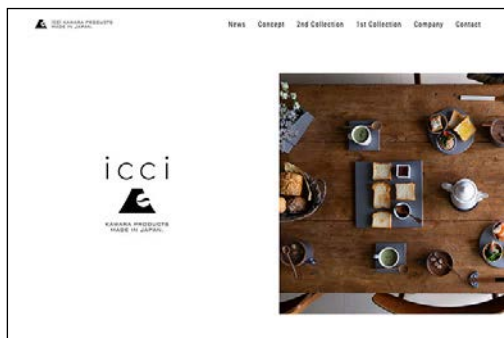 icci KAWARA PRODUCTS
MADE IN JAPAN.
News Concept 2nd Collection 1st Collection Company Contact
icci
KAWARA PRODUCTS
MADE IN JAPAN.